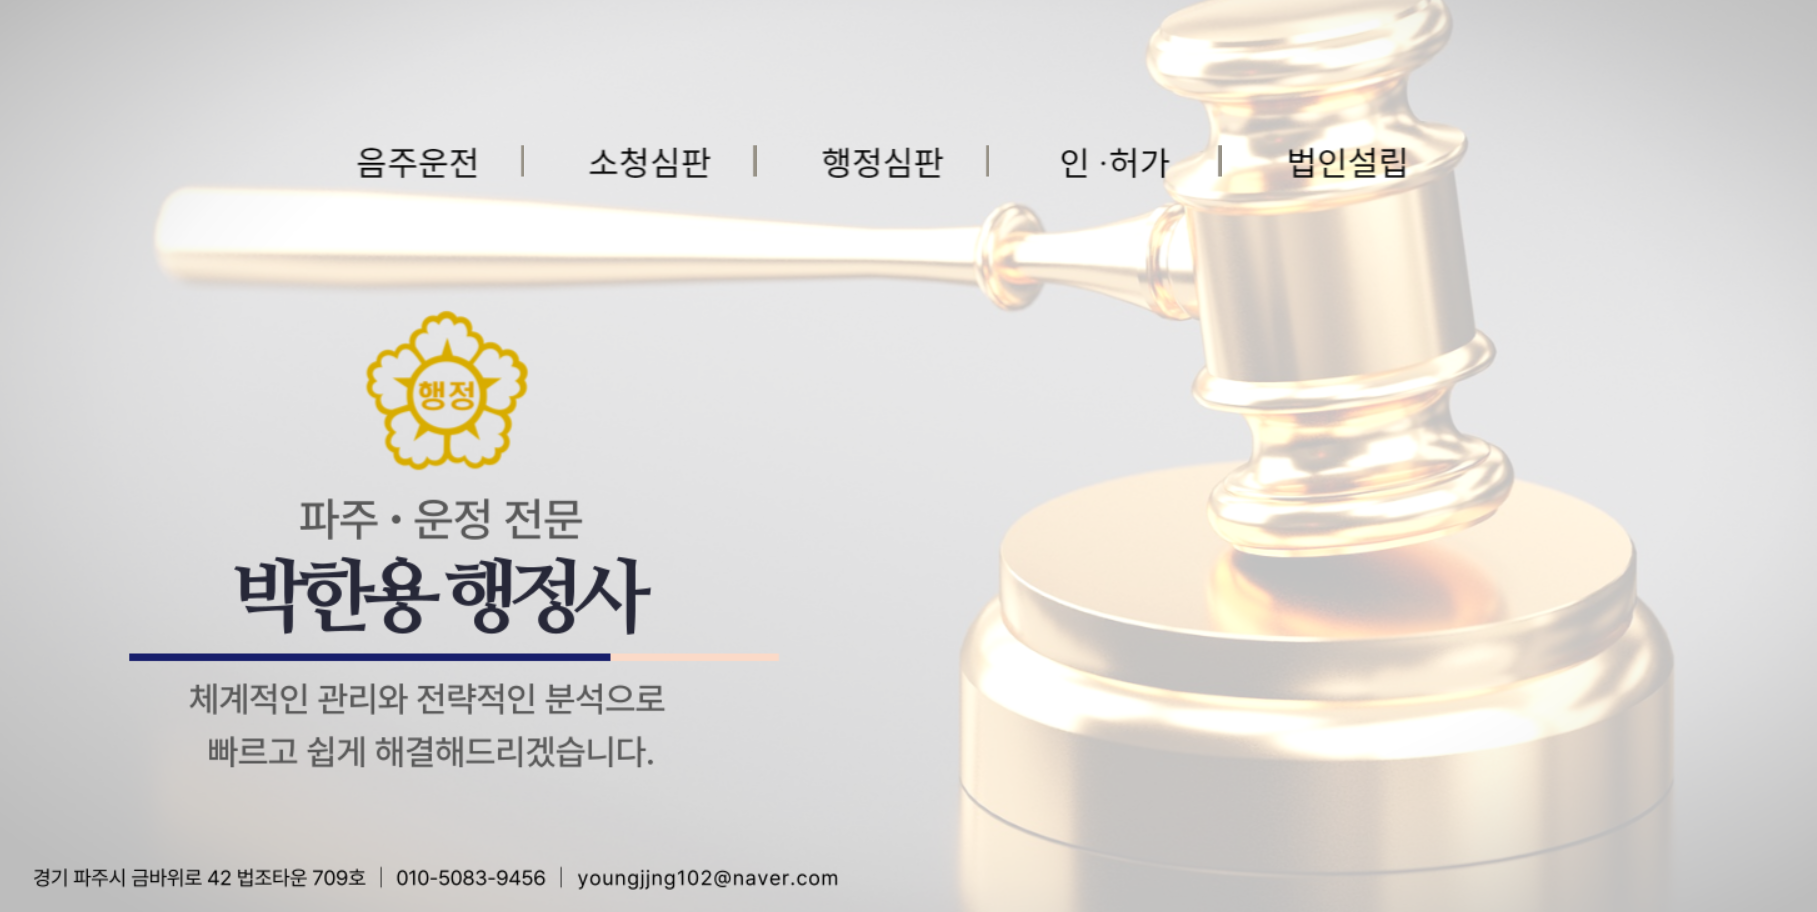 음주운전 | 소청심판 | 행정심판 | 인 ·허가 | 법인설립
행정
파주 • 운정 전문
박한용 행정사
체계적인 관리와 전략적인 분석으로
빠르고 쉽게 해결해드리겠습니다.
경기 파주시 금바위로 42 법조타운 709호 | 010-5083-9456 | youngjjng102@naver.com